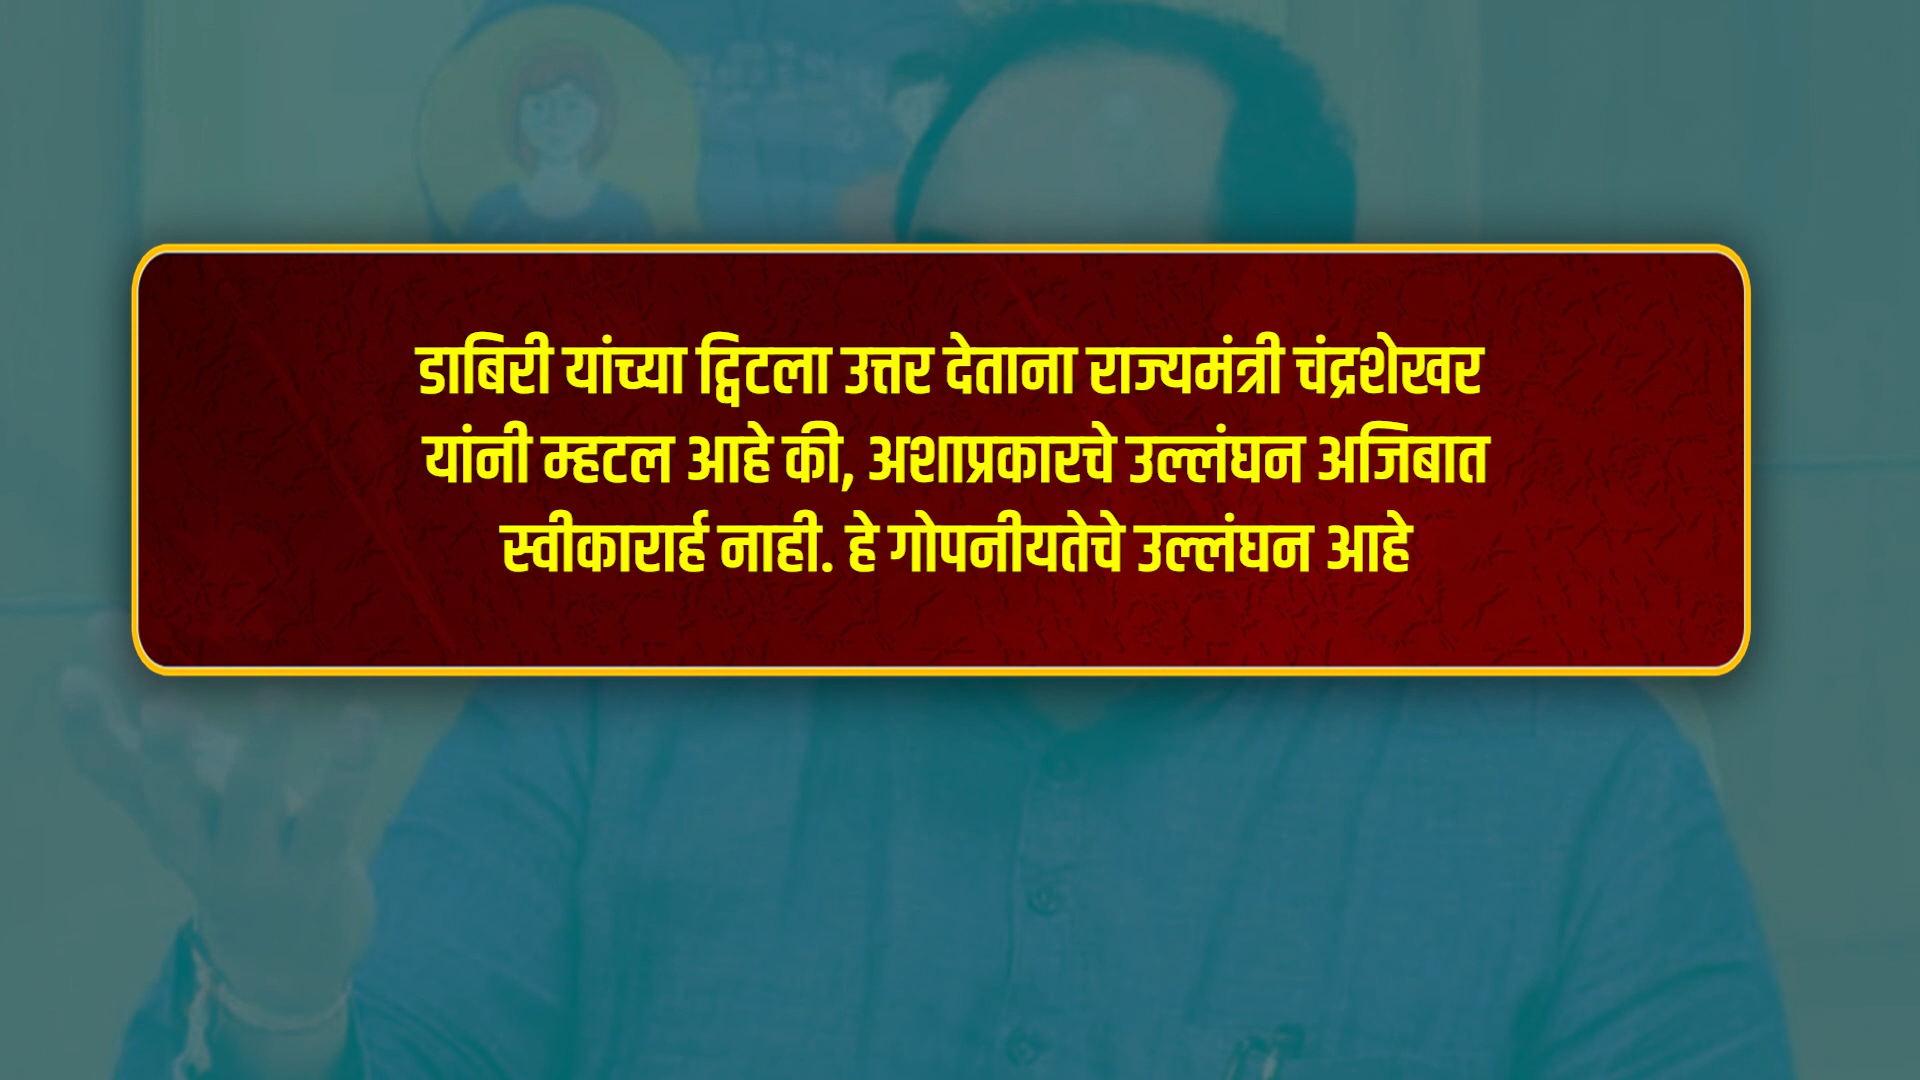 डाबिरी यांच्या ट्विटला उत्तर देताना राज्यमंत्री चंद्रशेखर
यांनी म्हटल आहे की, अशाप्रकारचे उल्लंघन अजिबात
स्वीकारार्ह नाही. हे गोपनीयतेचे उल्लंघन आहे